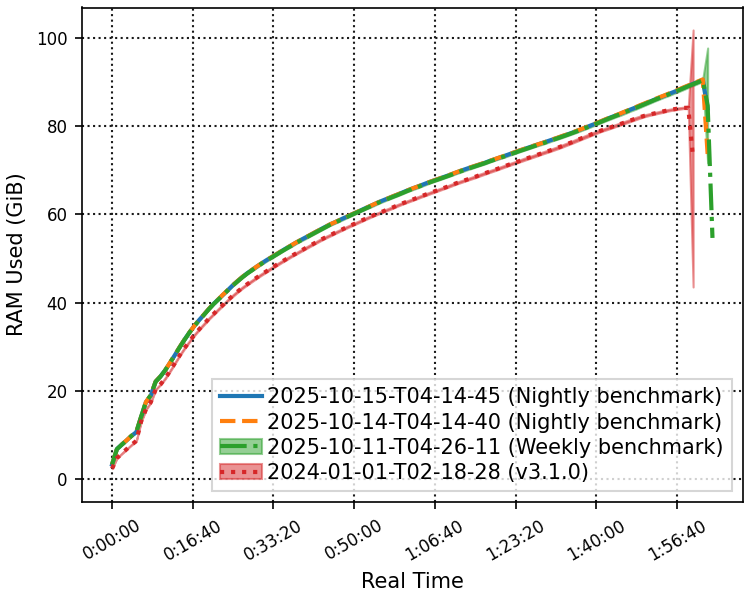 100
80
60
40
20
0
RAM Used (GiB)
2025-10-15-T04-14-45 (Nightly benchmark)
2025-10-14-T04-14-40 (Nightly benchmark)
2025-10-11-T04-26-11 (Weekly benchmark)
2024-01-01-T02-18-28 (v3.1.0)
0:00:00 0:16:40 0:33:20 0:50:00 1:06:40 1:23:20 1:40:00 1:56:40
Real Time